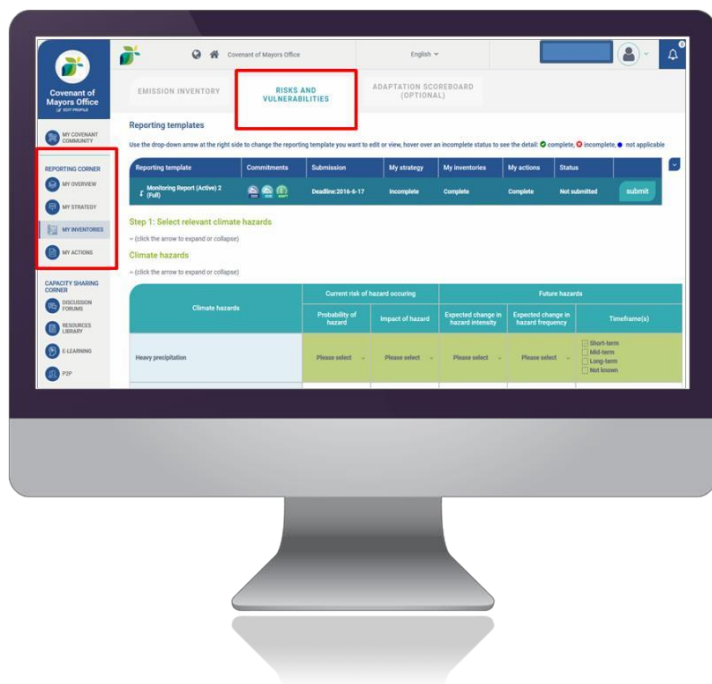 Covenant of
Mayors Office
EDIT PROFILE
Covenant of Mayors Office
English
0
EMISSION INVENTORY
RISKS AND
VULNERABILITIES
ADAPTATION SCOREBOARD
(OPTIONAL)
MY COVENANT
COMMUNITY
REPORTING CORNER
MY OVERVIEW
MY STRATEGY
MY INVENTORIES
MY ACTIONS
CAPACITY SHARING
CORNER
DISCUSSION
FORUMS
RESOURCES
LIBRARY
E-LEARNING
P2P
Reporting templates
Use the drop-down arrow at the right side to change the reporting template you want to edit or view, hover over an incomplete status to see the detail: complete, incomplete, not applicable
Reporting template Commitments Submission My strategy My inventories My actions Status
Monitoring Report (Active) 2
(Full)
Deadline:2016-6-17 Incomplete Complete Complete Not submitted submit
Step 1: Select relevant climate hazards
(click the arrow to expand or collapse)
Climate hazards
(click the arrow to expand or collapse)
Climate hazards
Current risk of hazard occuring
Future hazards
Probability of
hazard
Impact of hazard
Expected change in
hazard intensity
Expected change in
hazard frequency
Timeframe(s)
Heavy precipitation
Please select Please select Please select Please select
Short-term
Mid-term
Long-term
Not known